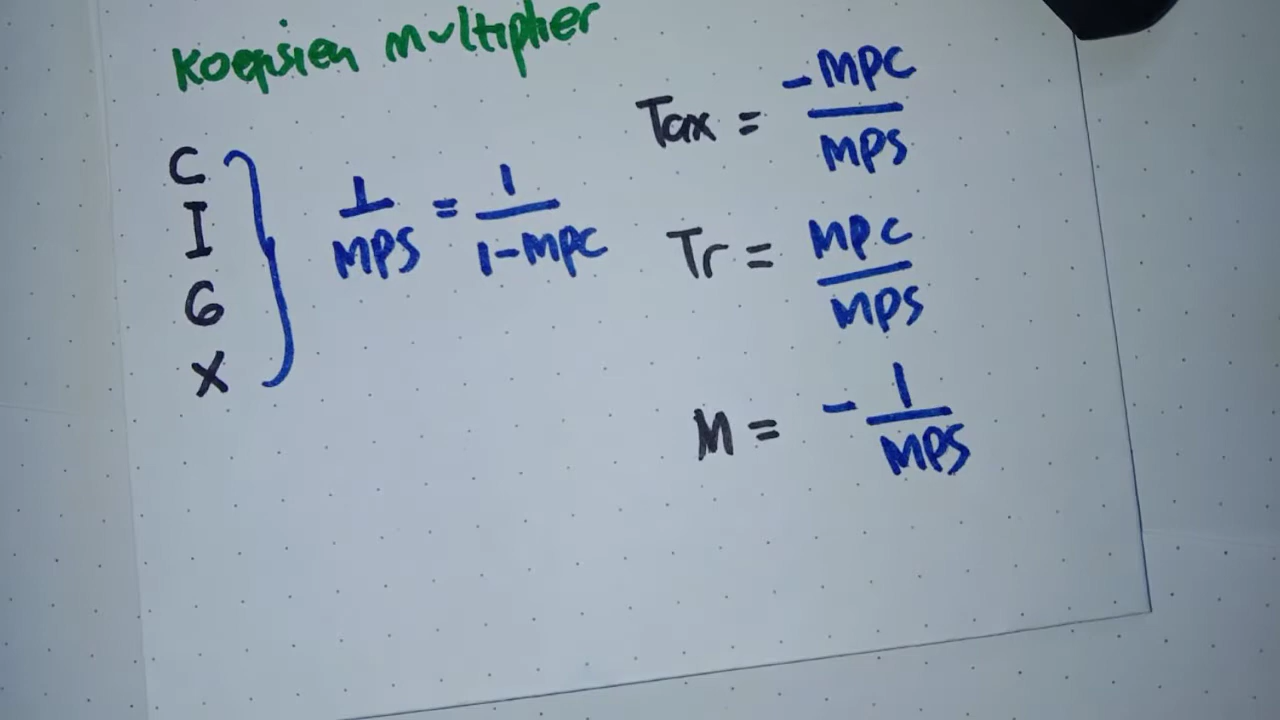 Koefisien multiplier
C
I
G
X
1/MPS = 1/1-MPC
Tax = -MPC/MPS
Tr = MPC/MPS
M = - 1/MPS